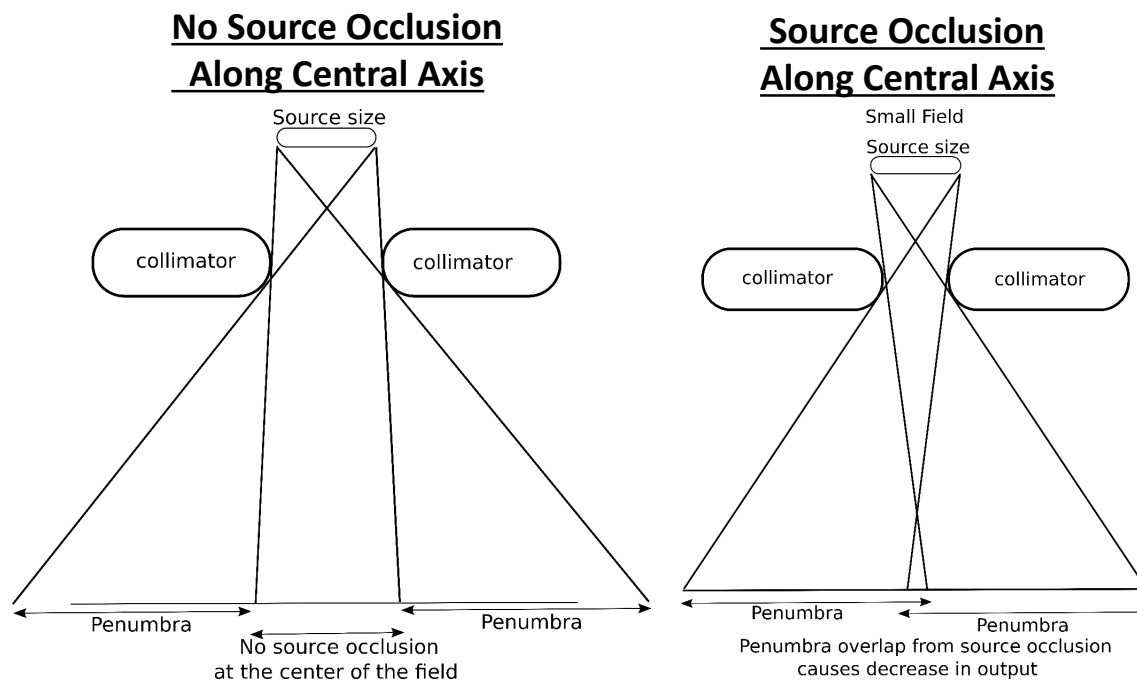 No Source Occlusion
Along Central Axis
Source size
collimator
collimator
Penumbra
Penumbra
No source occlusion
at the center of the field
Source Occlusion
Along Central Axis
Small Field
Source size
collimator
collimator
Penumbra
Penumbra
Penumbra overlap from source occlusion
causes decrease in output